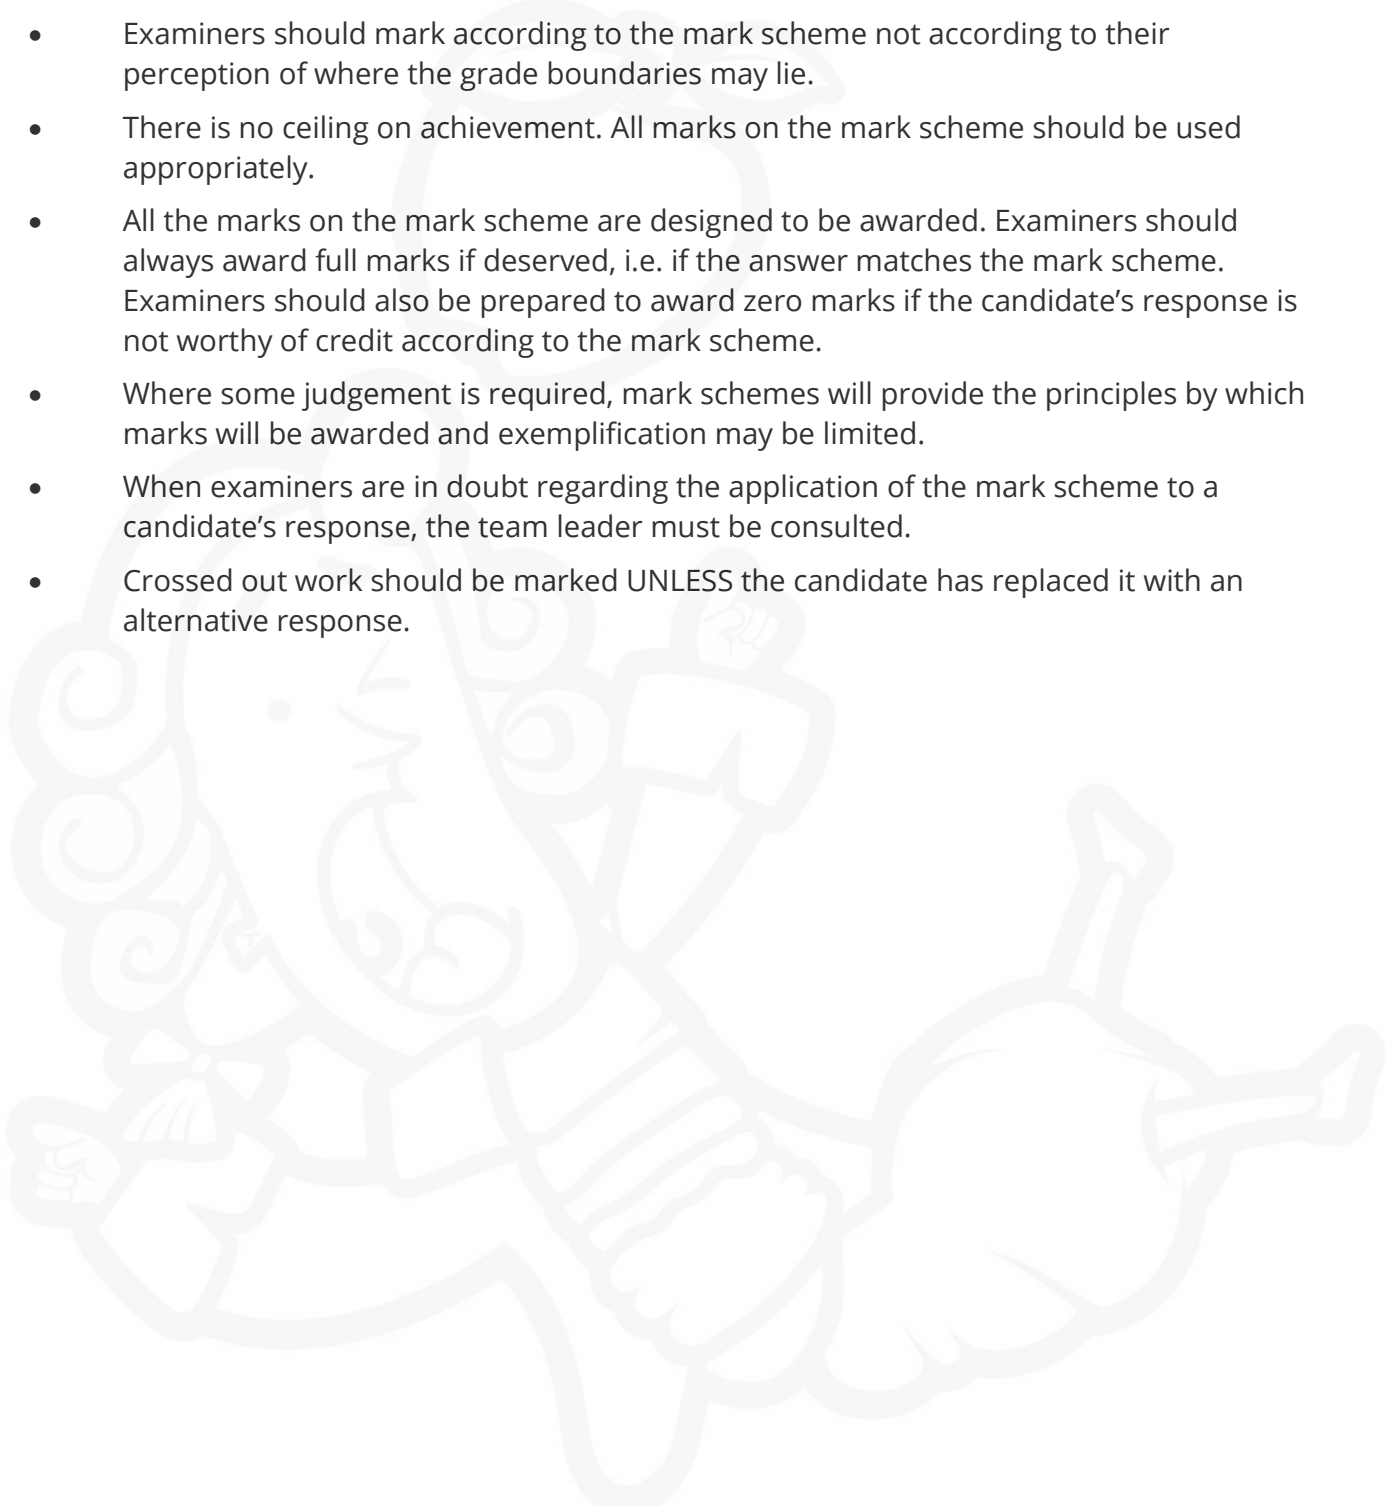 • Examiners should mark according to the mark scheme not according to their
perception of where the grade boundaries may lie.
• There is no ceiling on achievement. All marks on the mark scheme should be used
appropriately.
• All the marks on the mark scheme are designed to be awarded. Examiners should
always award full marks if deserved, i.e. if the answer matches the mark scheme.
Examiners should also be prepared to award zero marks if the candidate’s response is
not worthy of credit according to the mark scheme.
• Where some judgement is required, mark schemes will provide the principles by which
marks will be awarded and exemplification may be limited.
• When examiners are in doubt regarding the application of the mark scheme to a
candidate’s response, the team leader must be consulted.
• Crossed out work should be marked UNLESS the candidate has replaced it with an
alternative response.